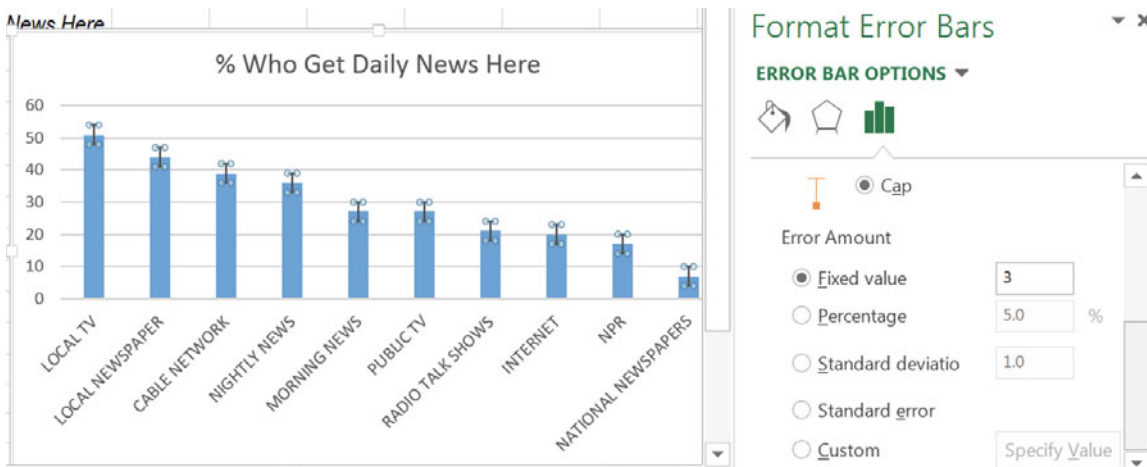 News Here
% Who Get Daily News Here
60
50
40
30
20
10
0
LOCAL TV
LOCAL NEWSPAPER
CABLE NETWORK
NIGHTLY NEWS
MORNING NEWS
PUBLIC TV
RADIO TALK SHOWS
INTERNET
NPR
NATIONAL NEWSPAPERS
Format Error Bars
ERROR BAR OPTIONS
Cap
Error Amount
Fixed value 3
Percentage 5.0 %
Standard deviatio 1.0
Standard error
Custom Specify Value